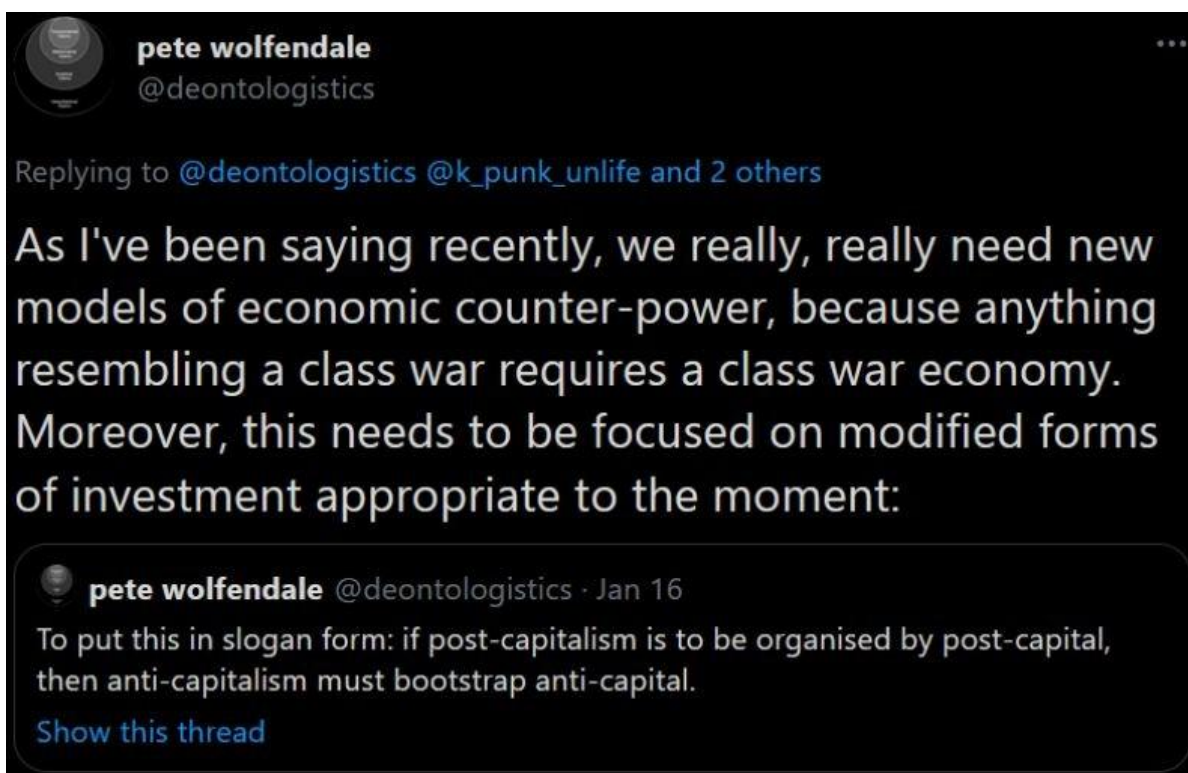 pete wolfendale
@deontologistics
Replying to @deontologistics @k_punk_unlife and 2 others
As I've been saying recently, we really, really need new
models of economic counter-power, because anything
resembling a class war requires a class war economy.
Moreover, this needs to be focused on modified forms
of investment appropriate to the moment:
pete wolfendale @deontologistics · Jan 16
To put this in slogan form: if post-capitalism is to be organised by post-capital,
then anti-capitalism must bootstrap anti-capital.
Show this thread